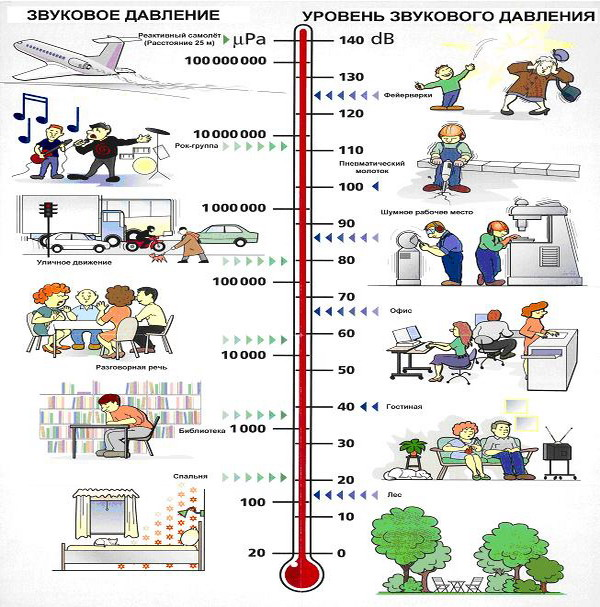 ЗВУКОВОЕ ДАВЛЕНИЕ
УРОВЕНЬ ЗВУКОВОГО ДАВЛЕНИЯ
Реактивный самолёт
(Расстояние 25 м)
µPa
140 dB
100 000 000
130
Фейерверки
120
10 000 000
Рок-группа
110
Пневматический
молоток
100
1 000 000
Шумное рабочее место
90
Уличное движение
80
100 000
70
Офис
60
10 000
50
Разговорная речь
40
Гостиная
Библиотека
1 000
30
Спальня
20
Лес
100
10
20
0